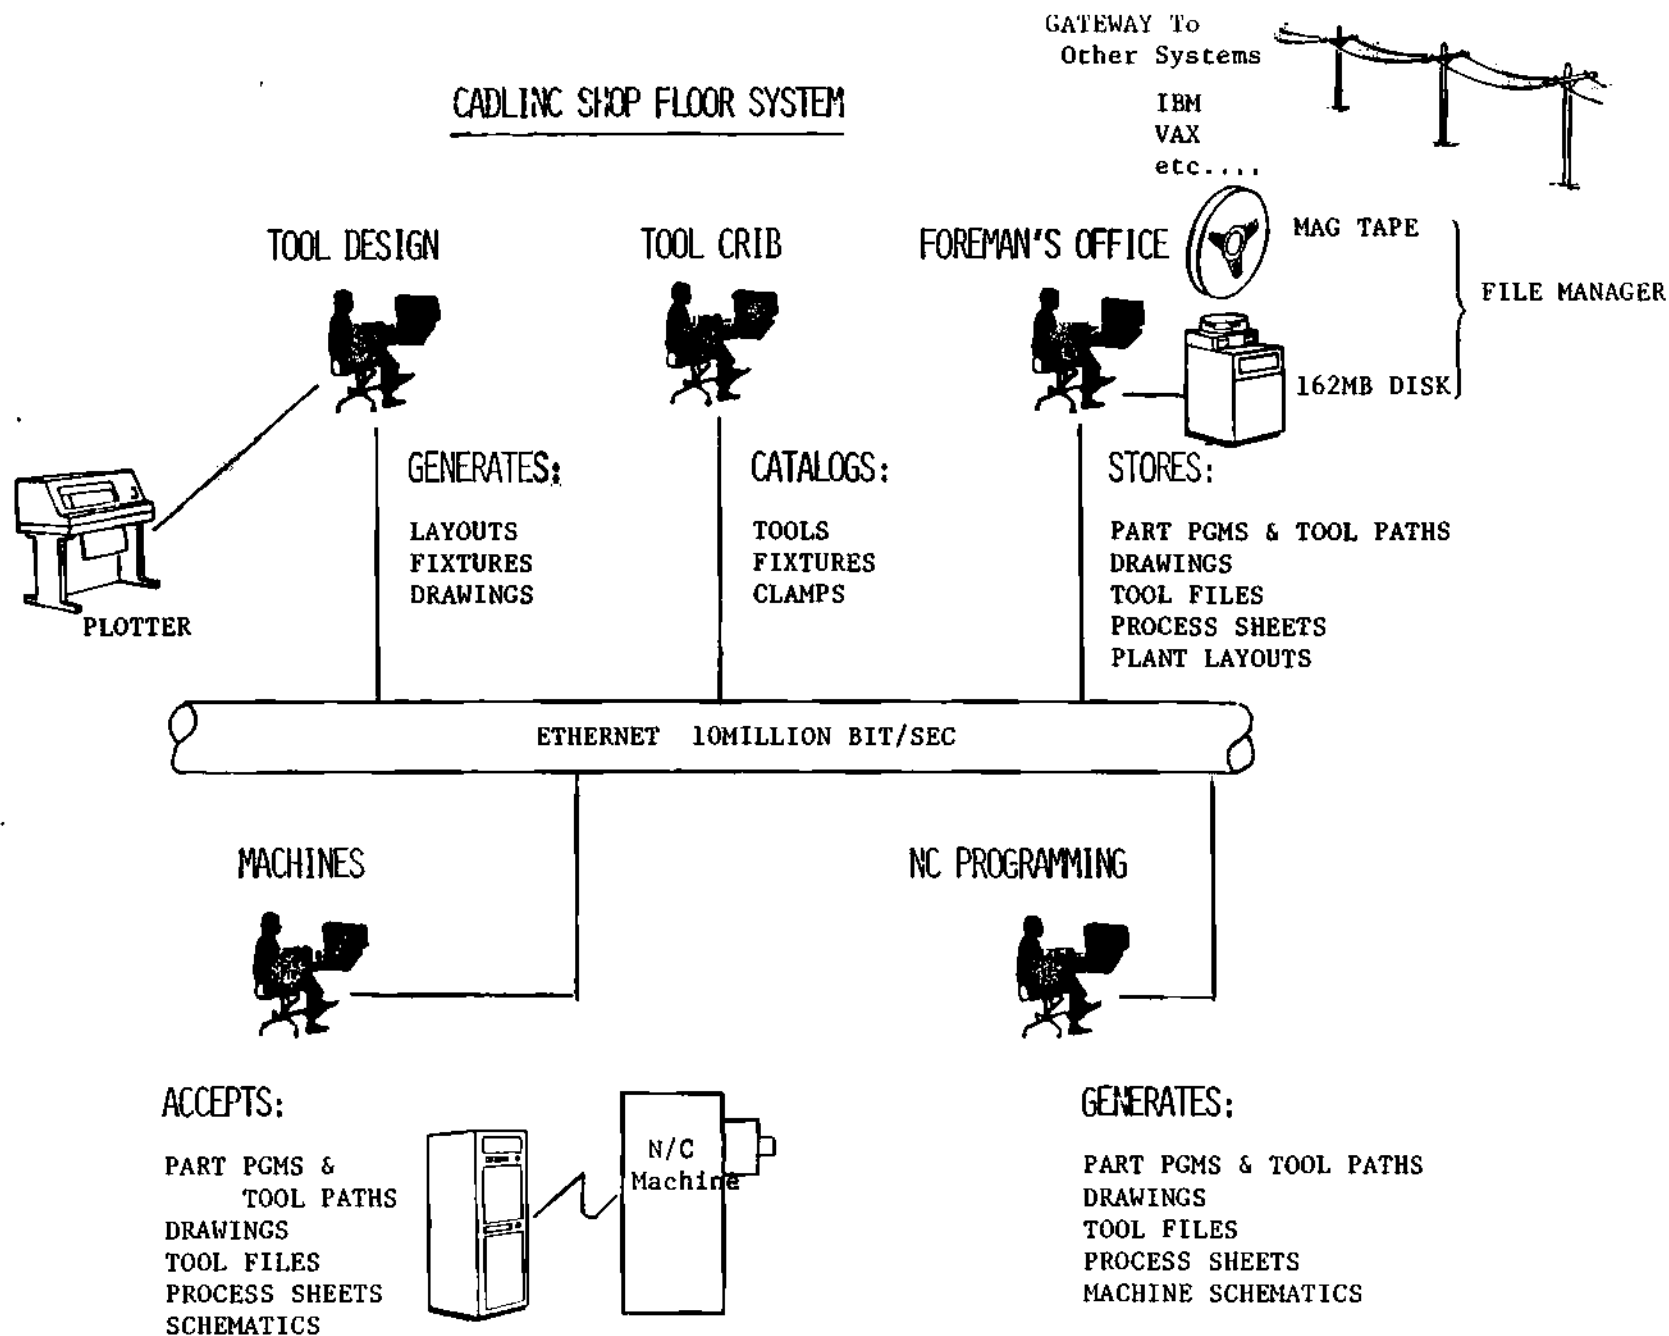 GATEWAY To
Other Systems
IBM
VAX
etc....
CADLINC SHOP FLOOR SYSTEM
TOOL DESIGN
TOOL CRIB
FOREMAN'S OFFICE
MAG TAPE
FILE MANAGER
162MB DISK
PLOTTER
GENERATES:
LAYOUTS
FIXTURES
DRAWINGS
CATALOGS:
TOOLS
FIXTURES
CLAMPS
STORES:
PART PGMS & TOOL PATHS
DRAWINGS
TOOL FILES
PROCESS SHEETS
PLANT LAYOUTS
ETHERNET 10MILLION BIT/SEC
MACHINES
NC PROGRAMMING
ACCEPTS:
PART PGMS &
TOOL PATHS
DRAWINGS
TOOL FILES
PROCESS SHEETS
SCHEMATICS
N/C
Machine
GENERATES:
PART PGMS & TOOL PATHS
DRAWINGS
TOOL FILES
PROCESS SHEETS
MACHINE SCHEMATICS